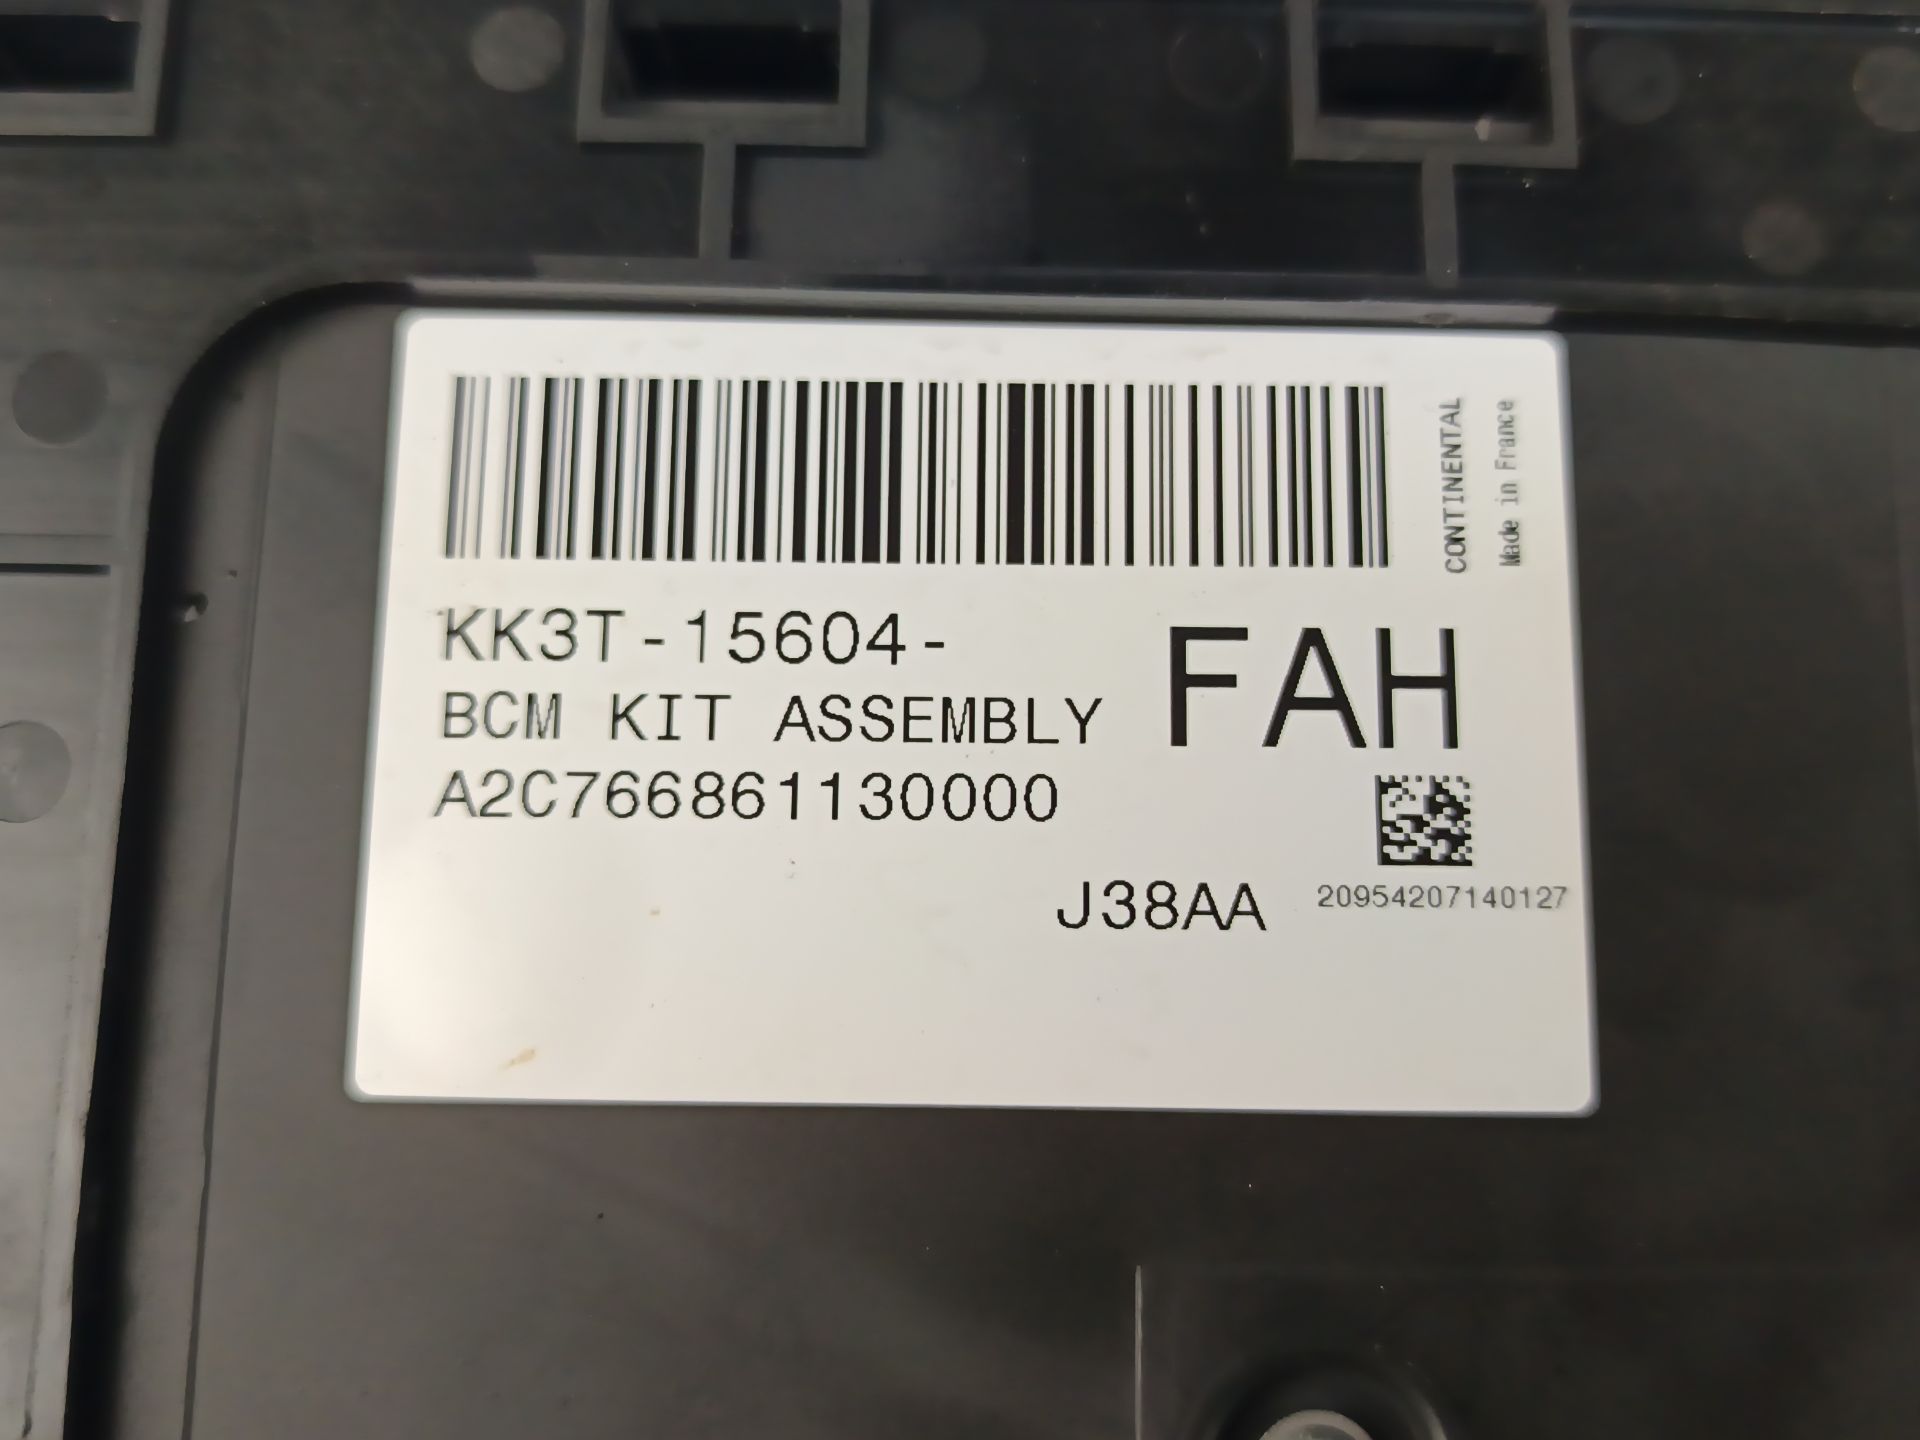 CONTINENTAL
Made in France
KK3T-15604-
FAH
BCM KIT ASSEMBLY
A2C766861130000
J38AA
20954207140127